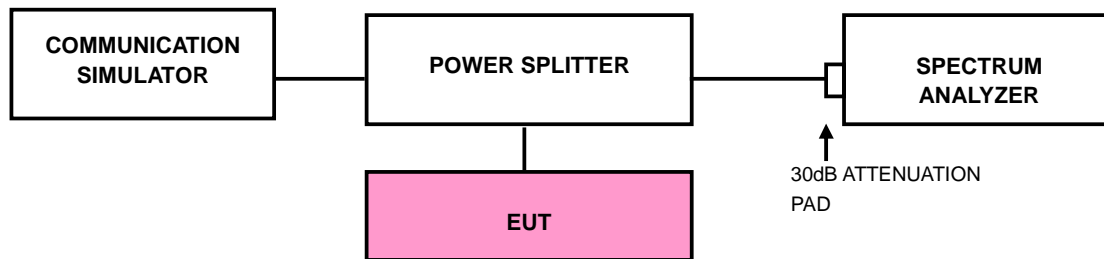 COMMUNICATION
SIMULATOR
POWER SPLITTER
SPECTRUM
ANALYZER
30dB ATTENUATION
PAD
EUT